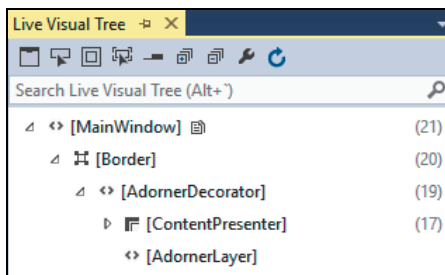 Live Visual Tree
Search Live Visual Tree (Alt+`)
[MainWindow] (21)
[Border] (20)
[AdornerDecorator] (19)
[ContentPresenter] (17)
[AdornerLayer]